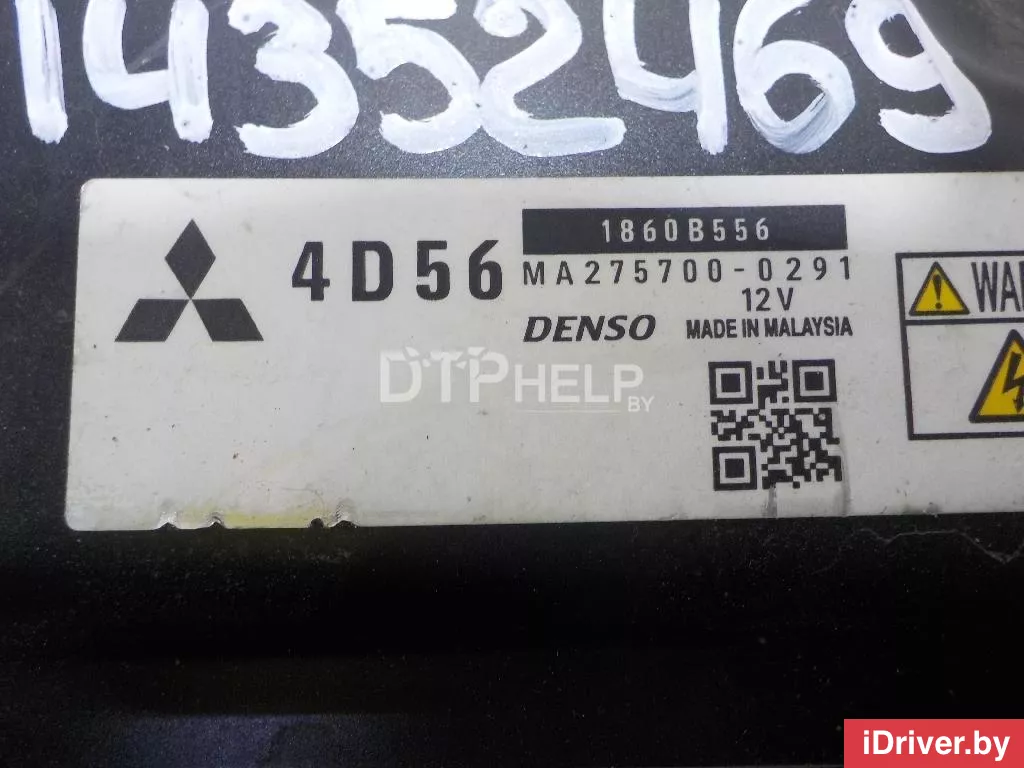 14352469
1860B556
4D56
MA275700-0291
12V
DENSO MADE IN MALAYSIA
DTPHELP
BY
iDriver.by